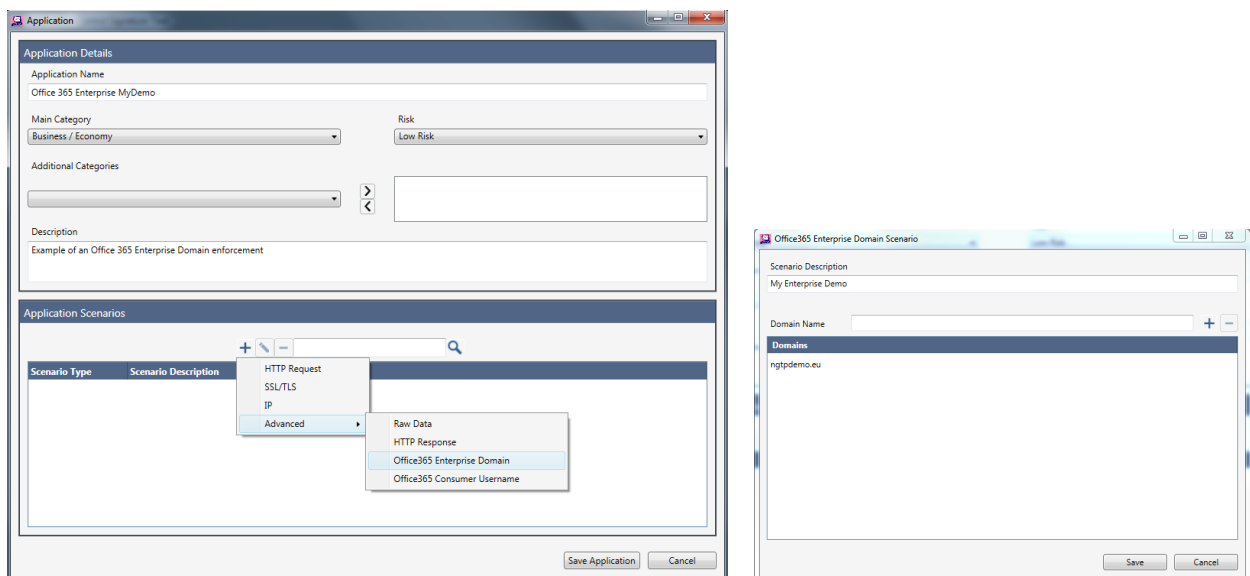 Application
Application Details
Application Name
Office 365 Enterprise MyDemo
Main Category
Risk
Business / Economy
Low Risk
Additional Categories
Description
Example of an Office 365 Enterprise Domain enforcement
Application Scenarios
Scenario Type Scenario Description
HTTP Request
SSL/TLS
IP
Advanced
Raw Data
HTTP Response
Office365 Enterprise Domain
Office365 Consumer Username
Save Application Cancel
Office365 Enterprise Domain Scenario
Scenario Description
My Enterprise Demo
Domain Name
Domains
ngtpdemo.eu
Save Cancel